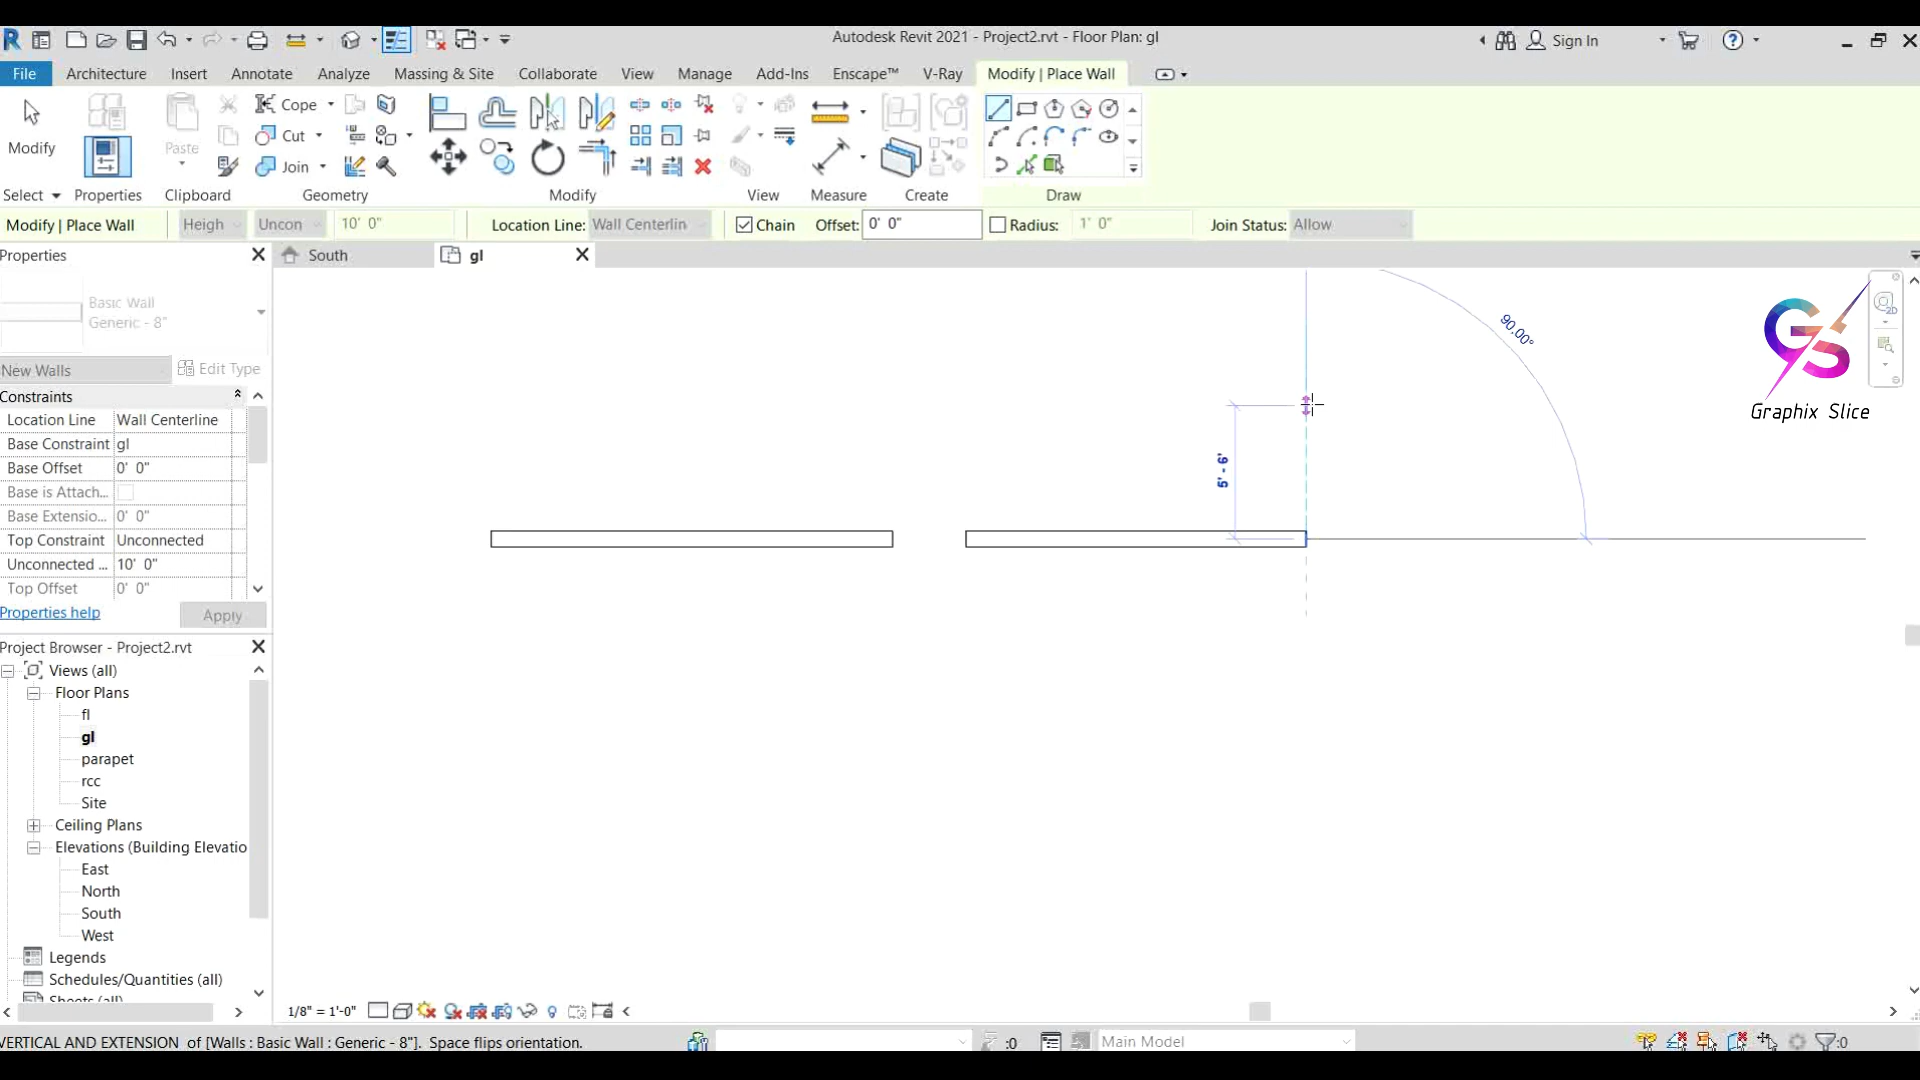 Autodesk Revit 2021 - Project2.rvt - Floor Plan: gl
Sign In
File Architecture Insert Annotate Analyze Massing & Site Collaborate View Manage Add-Ins Enscape™ V-Ray Modify | Place Wall
Modify
Paste
Cope
Cut
Join
Select Properties Clipboard Geometry Modify View Measure Create Draw
Modify | Place Wall Heigh Uncon 10' 0" Location Line: Wall Centerlin Chain Offset: 0' 0" Radius: 1' 0" Join Status: Allow
Properties
South
gl
Basic Wall
Generic - 8"
New Walls Edit Type
Constraints
Location Line Wall Centerline
Base Constraint gl
Base Offset 0' 0"
Base is Attach...
Base Extensio... 0' 0"
Top Constraint Unconnected
Unconnected ... 10' 0"
Top Offset 0' 0"
Properties help Apply
Project Browser - Project2.rvt
Views (all)
Floor Plans
fl
gl
parapet
rcc
Site
Ceiling Plans
Elevations (Building Elevatio
East
North
South
West
Legends
Schedules/Quantities (all)
Sheets (all)
90.00°
5' - 6'
2D
GS
Graphix Slice
1/8" = 1'-0"
VERTICAL AND EXTENSION of [Walls : Basic Wall : Generic - 8"]. Space flips orientation.
:0
Main Model
:0